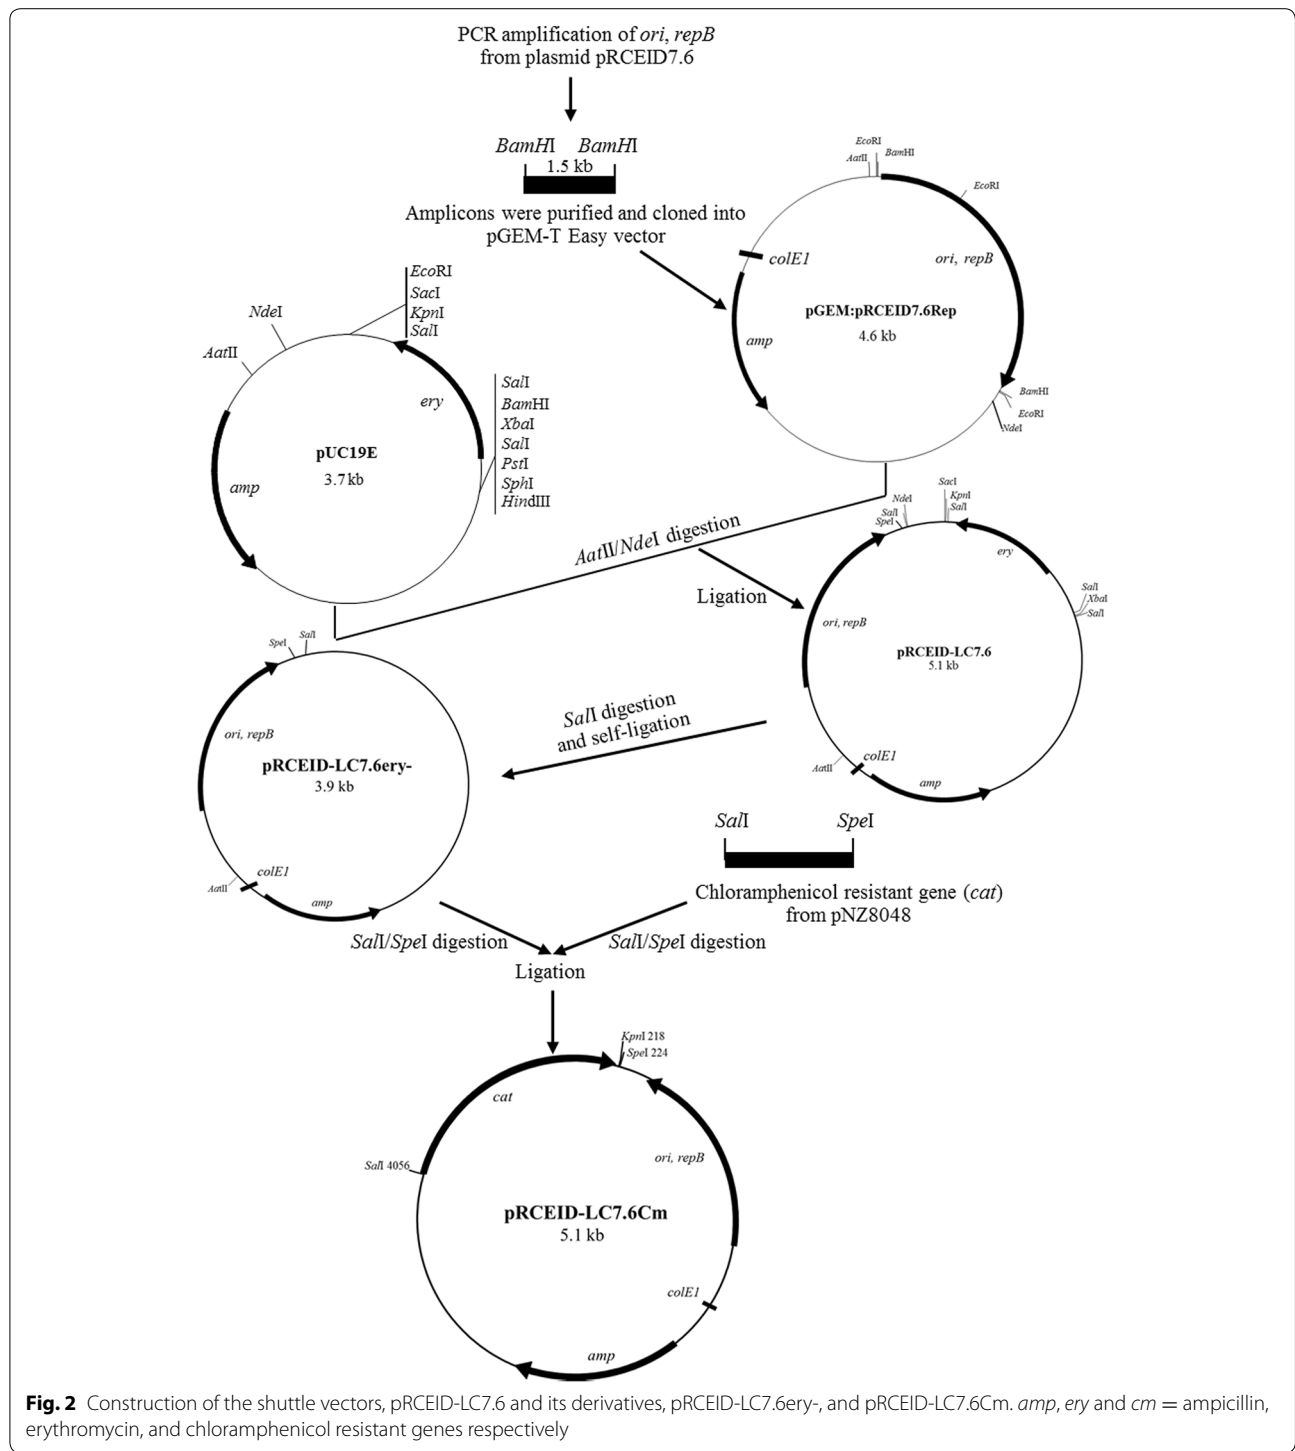 PCR amplification of ori, repB
from plasmid pRCEID7.6
BamHI BamHI
1.5 kb
Amplicons were purified and cloned into
pGEM-T Easy vector
EcoRI
AatII
BamHI
EcoRI
colE1
ori, repB
pGEM:pRCEID7.6Rep
4.6 kb
amp
BamHI
EcoRI
NdeI
EcoRI
SacI
KpnI
SalI
NdeI
AatII
ery
SalI
BamHI
XbaI
SalI
PstI
SphI
HindIII
pUC19E
3.7 kb
amp
AatII/NdeI digestion
Ligation
SacI
KpnI
SalI
NdeI
SalI
SpeI
ery
SalI
XbaI
SalI
ori, repB
pRCEID-LC7.6
5.1 kb
AatII
colE1
amp
SalI digestion
and self-ligation
SpeI
SalI
ori, repB
pRCEID-LC7.6ery-
3.9 kb
AatII
colE1
amp
SalI SpeI
Chloramphenicol resistant gene (cat)
from pNZ8048
SalI/SpeI digestion
SalI/SpeI digestion
Ligation
KpnI 218
SpeI 224
cat
ori, repB
SalI 4056
pRCEID-LC7.6Cm
5.1 kb
colE1
amp
Fig. 2 Construction of the shuttle vectors, pRCEID-LC7.6 and its derivatives, pRCEID-LC7.6ery-, and pRCEID-LC7.6Cm. amp, ery and cm = ampicillin,
erythromycin, and chloramphenicol resistant genes respectively